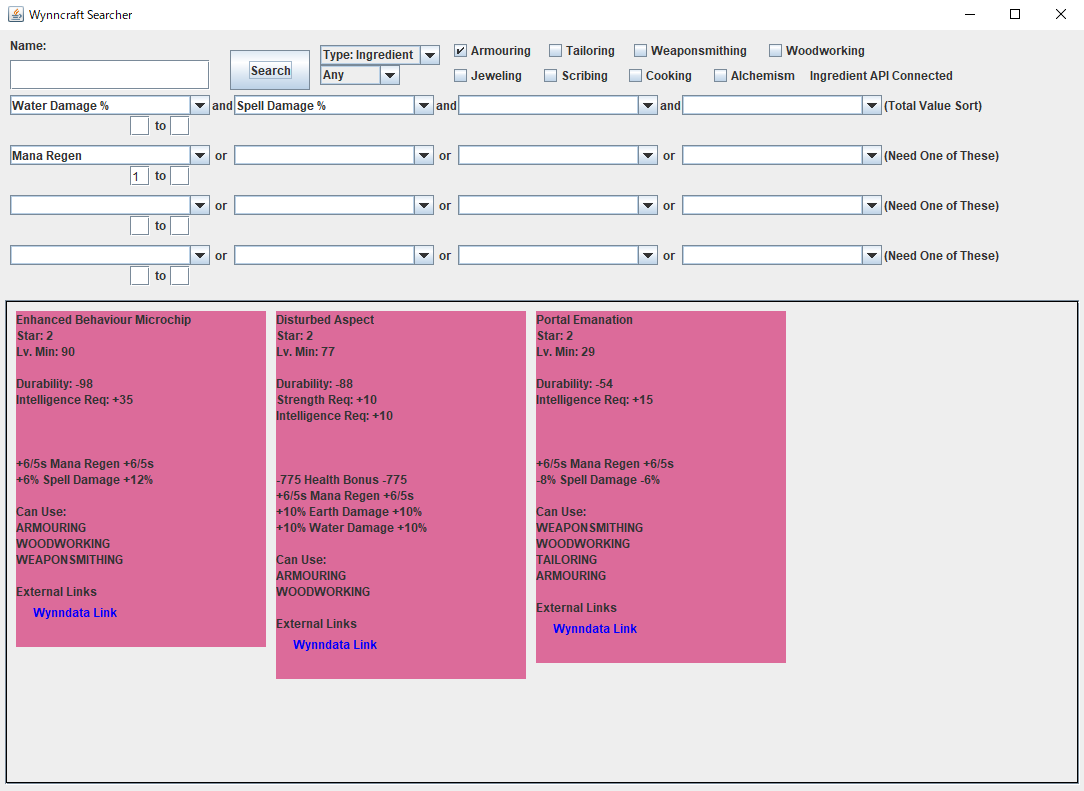 Wynncraft Searcher
Name:
Search
Type: Ingredient
Any
Armouring Tailoring Weaponsmithing Woodworking
Jeweling Scribing Cooking Alchemism Ingredient API Connected
Water Damage % and Spell Damage % and and (Total Value Sort)
to
Mana Regen or or or (Need One of These)
1 to
or or or (Need One of These)
to
or or or (Need One of These)
to
Enhanced Behaviour Microchip
Star: 2
Lv. Min: 90
Durability: -98
Intelligence Req: +35
+6/5s Mana Regen +6/5s
+6% Spell Damage +12%
Can Use:
ARMOURING
WOODWORKING
WEAPONSMITHING
External Links
Wynndata Link
Disturbed Aspect
Star: 2
Lv. Min: 77
Durability: -88
Strength Req: +10
Intelligence Req: +10
-775 Health Bonus -775
+6/5s Mana Regen +6/5s
+10% Earth Damage +10%
+10% Water Damage +10%
Can Use:
ARMOURING
WOODWORKING
External Links
Wynndata Link
Portal Emanation
Star: 2
Lv. Min: 29
Durability: -54
Intelligence Req: +15
+6/5s Mana Regen +6/5s
-8% Spell Damage -6%
Can Use:
WEAPONSMITHING
WOODWORKING
TAILORING
ARMOURING
External Links
Wynndata Link